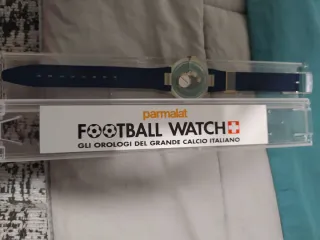 parmalat
FOOTBALL WATCH
GLI OROLOGI DEL GRANDE CALCIO ITALIANO